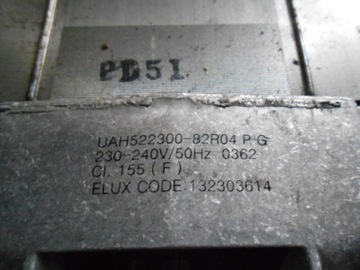 PD51
UAH522300-82R04 P G
230-240V/50Hz 0362
Cl. 155 ( F )
ELUX CODE:132303614